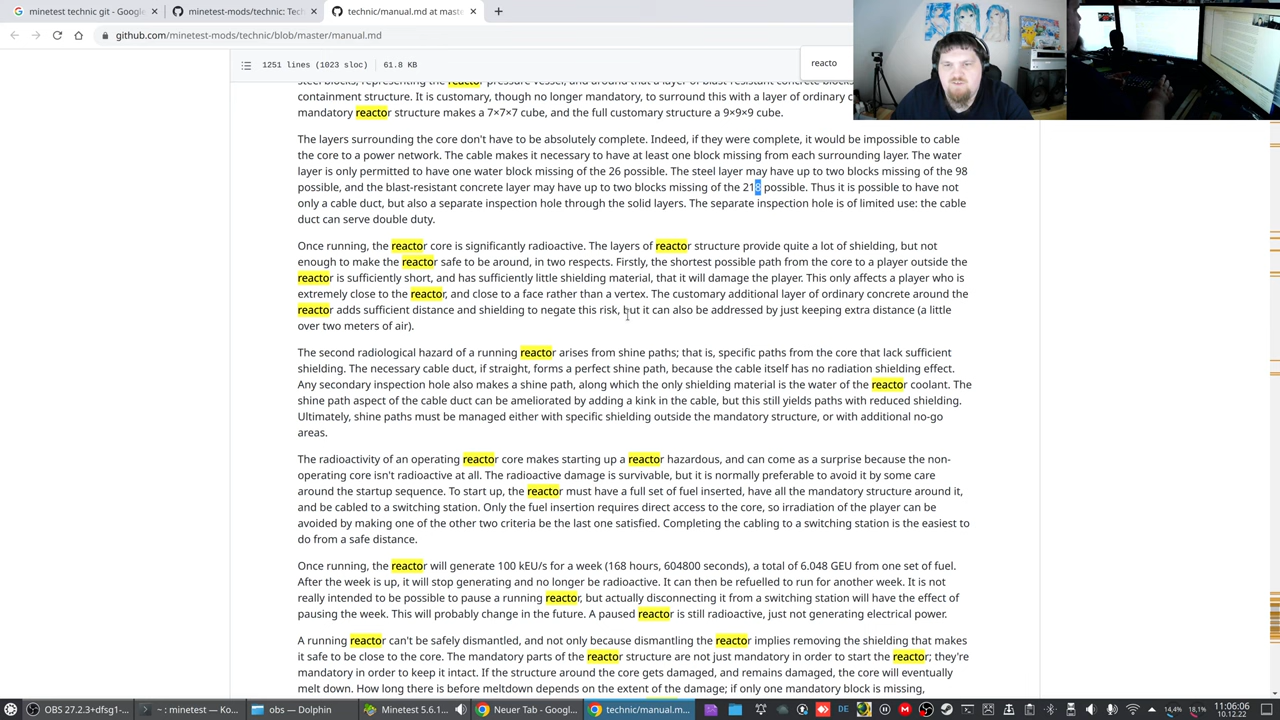 minetest technic git - Google
minetest-mods/technic: Tech
technic/manual.md at maste
github.com/minetest-mods/technic/blob/master/manual.md
lines (1023 sloc)
reacto
containment structure. It is customary, though no longer mandatory, to surround this with a layer of ordinary c
mandatory reactor structure makes a 7×7×7 cube, and the full customary structure a 9×9×9 cube.
The layers surrounding the core don't have to be absolutely complete. Indeed, if they were complete, it would be impossible to cable
the core to a power network. The cable makes it necessary to have at least one block missing from each surrounding layer. The water
layer is only permitted to have one water block missing of the 26 possible. The steel layer may have up to two blocks missing of the 98
possible, and the blast-resistant concrete layer may have up to two blocks missing of the 218 possible. Thus it is possible to have not
only a cable duct, but also a separate inspection hole through the solid layers. The separate inspection hole is of limited use: the cable
duct can serve double duty.
Once running, the reactor core is significantly radioactive. The layers of reactor structure provide quite a lot of shielding, but not
enough to make the reactor safe to be around, in two respects. Firstly, the shortest possible path from the core to a player outside the
reactor is sufficiently short, and has sufficiently little shielding material, that it will damage the player. This only affects a player who is
extremely close to the reactor, and close to a face rather than a vertex. The customary additional layer of ordinary concrete around the
reactor adds sufficient distance and shielding to negate this risk, but it can also be addressed by just keeping extra distance (a little
over two meters of air).
The second radiological hazard of a running reactor arises from shine paths; that is, specific paths from the core that lack sufficient
shielding. The necessary cable duct, if straight, forms a perfect shine path, because the cable itself has no radiation shielding effect.
Any secondary inspection hole also makes a shine path, along which the only shielding material is the water of the reactor coolant. The
shine path aspect of the cable duct can be ameliorated by adding a kink in the cable, but this still yields paths with reduced shielding.
Ultimately, shine paths must be managed either with specific shielding outside the mandatory structure, or with additional no-go
areas.
The radioactivity of an operating reactor core makes starting up a reactor hazardous, and can come as a surprise because the non-
operating core isn't radioactive at all. The radioactive damage is survivable, but it is normally preferable to avoid it by some care
around the startup sequence. To start up, the reactor must have a full set of fuel inserted, have all the mandatory structure around it,
and be cabled to a switching station. Only the fuel insertion requires direct access to the core, so irradiation of the player can be
avoided by making one of the other two criteria be the last one satisfied. Completing the cabling to a switching station is the easiest to
do from a safe distance.
Once running, the reactor will generate 100 kEU/s for a week (168 hours, 604800 seconds), a total of 6.048 GEU from one set of fuel.
After the week is up, it will stop generating and no longer be radioactive. It can then be refuelled to run for another week. It is not
really intended to be possible to pause a running reactor, but actually disconnecting it from a switching station will have the effect of
pausing the week. This will probably change in the future. A paused reactor is still radioactive, just not generating electrical power.
A running reactor can't be safely dismantled, and not only because dismantling the reactor implies removing the shielding that makes
it safe to be close to the core. The mandatory parts of the reactor structure are not just mandatory in order to start the reactor; they're
mandatory in order to keep it intact. If the structure around the core gets damaged, and remains damaged, the core will eventually
melt down. How long there is before meltdown depends on the extent of the damage; if only one mandatory block is missing,
OBS 27.2.3+dfsg1-...
~ : minetest — Ko...
Docs — Dolphin
Minetest 5.6.1...
Neuer Tab – Goog...
technic/manual.m...
DE
14,4%
18,1%
11:06:06
10.12.22